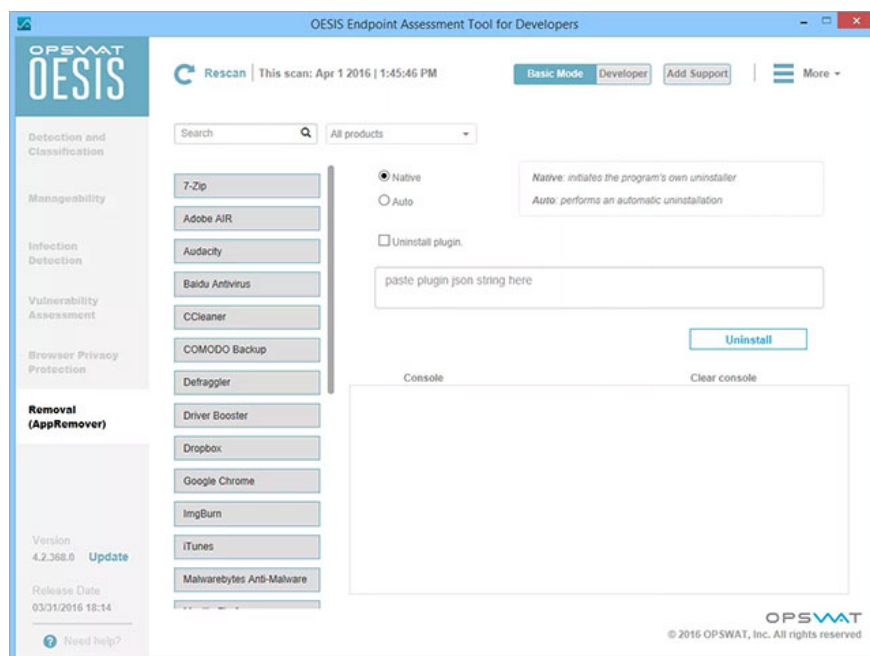 OESIS Endpoint Assessment Tool for Developers
OPSWAT
OESIS
Rescan
This scan: Apr 1 2016 | 1:45:46 PM
Basic Mode
Developer
Add Support
More
Detection and
Classification
Manageability
Infection
Detection
Vulnerability
Assessment
Browser Privacy
Protection
Removal
(AppRemover)
Version
4.2.368.0 Update
Release Date
03/31/2016 18:14
Need help?
Search
All products
7-Zip
Adobe AIR
Audacity
Baidu Antivirus
CCleaner
COMODO Backup
Defraggler
Driver Booster
Dropbox
Google Chrome
ImgBurn
iTunes
Malwarebytes Anti-Malware
Native
Auto
Native: initiates the program's own uninstaller
Auto: performs an automatic uninstallation
Uninstall plugin.
paste plugin json string here
Uninstall
Console
Clear console
OPSWAT
© 2016 OPSWAT, Inc. All rights reserved